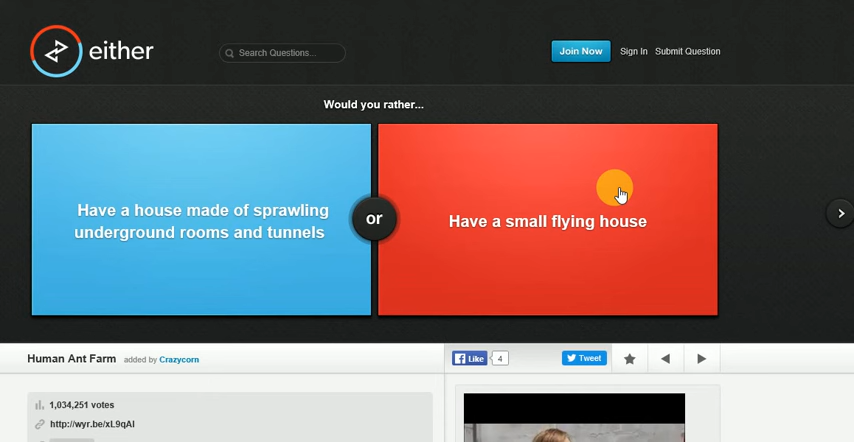 either
Search Questions...
Join Now
Sign In
Submit Question
Would you rather...
Have a house made of sprawling
underground rooms and tunnels
or
Have a small flying house
Human Ant Farm
added by Crazycorn
Like
4
Tweet
1,034,251 votes
http://wyr.be/xL9qAI